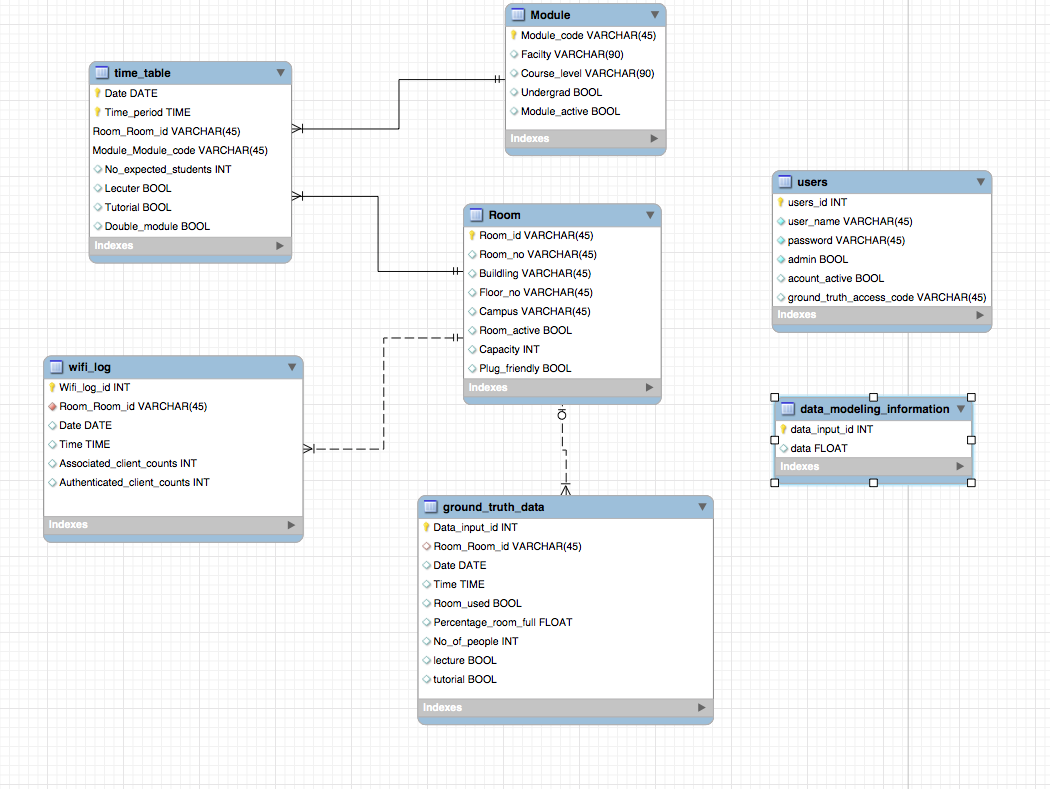 Module
Module_code VARCHAR(45)
Facilty VARCHAR(90)
Course_level VARCHAR(90)
Undergrad BOOL
Module_active BOOL
Indexes
time_table
Date DATE
Time_period TIME
Room_Room_id VARCHAR(45)
Module_Module_code VARCHAR(45)
No_expected_students INT
Lecuter BOOL
Tutorial BOOL
Double_module BOOL
Indexes
users
users_id INT
user_name VARCHAR(45)
password VARCHAR(45)
admin BOOL
acount_active BOOL
ground_truth_access_code VARCHAR(45)
Indexes
Room
Room_id VARCHAR(45)
Room_no VARCHAR(45)
Buildling VARCHAR(45)
Floor_no VARCHAR(45)
Campus VARCHAR(45)
Room_active BOOL
Capacity INT
Plug_friendly BOOL
Indexes
wifi_log
Wifi_log_id INT
Room_Room_id VARCHAR(45)
Date DATE
Time TIME
Associated_client_counts INT
Authenticated_client_counts INT
Indexes
data_modeling_information
data_input_id INT
data FLOAT
Indexes
ground_truth_data
Data_input_id INT
Room_Room_id VARCHAR(45)
Date DATE
Time TIME
Room_used BOOL
Percentage_room_full FLOAT
No_of_people INT
lecture BOOL
tutorial BOOL
Indexes